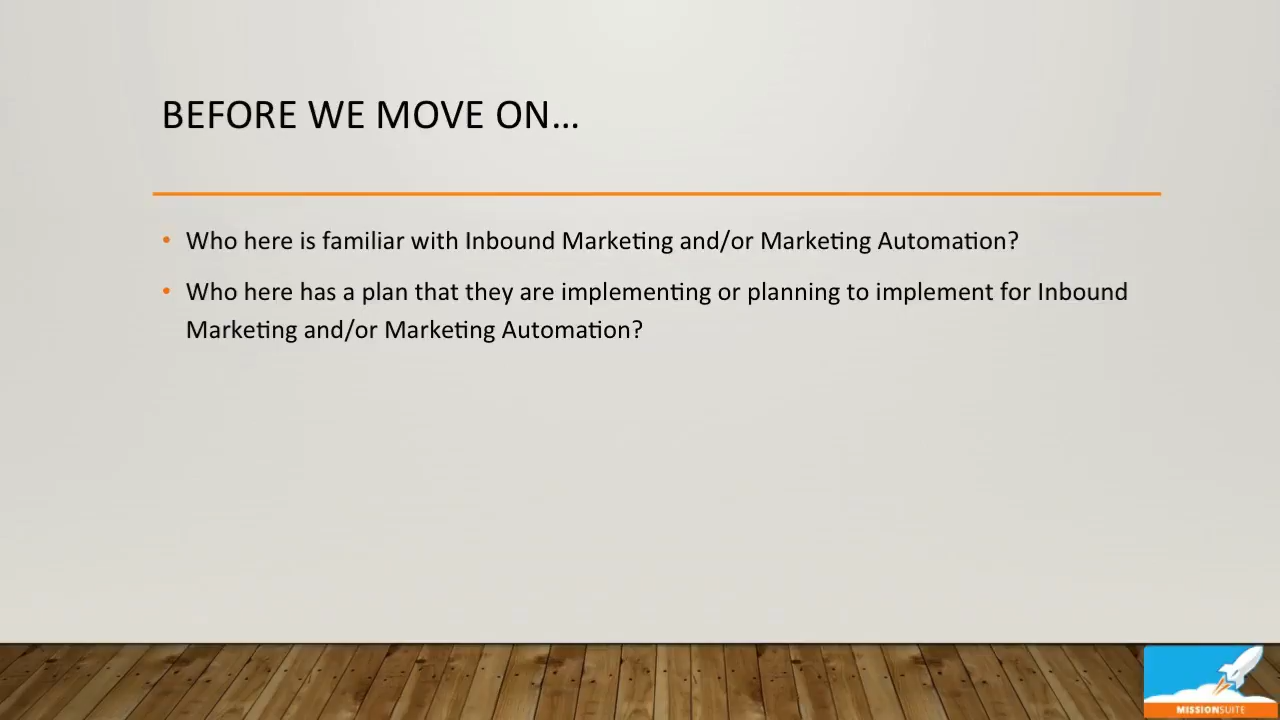 BEFORE WE MOVE ON...
• Who here is familiar with Inbound Marketing and/or Marketing Automation?
• Who here has a plan that they are implementing or planning to implement for Inbound
Marketing and/or Marketing Automation?
MISSIONSUITE